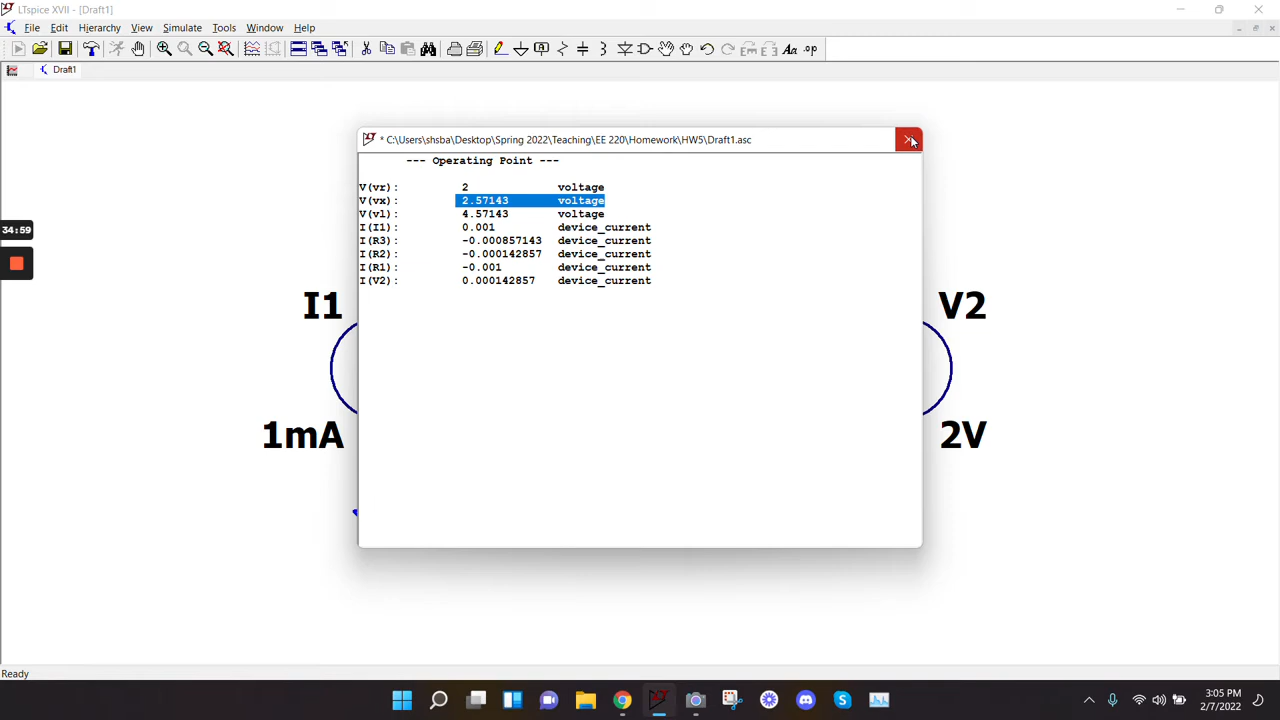 LTspice XVII - [Draft1]
File Edit Hierarchy View Simulate Tools Window Help
Draft1
* C:\Users\shsba\Desktop\Spring 2022\Teaching\EE 220\Homework\HW5\Draft1.asc
--- Operating Point ---
V(vr): 2 voltage
V(vx): 2.57143 voltage
V(vl): 4.57143 voltage
I(I1): 0.001 device_current
I(R3): -0.000857143 device_current
I(R2): -0.000142857 device_current
I(R1): -0.001 device_current
I(V2): 0.000142857 device_current
34:59
I1
V2
1mA
2V
Ready
3:05 PM
2/7/2022